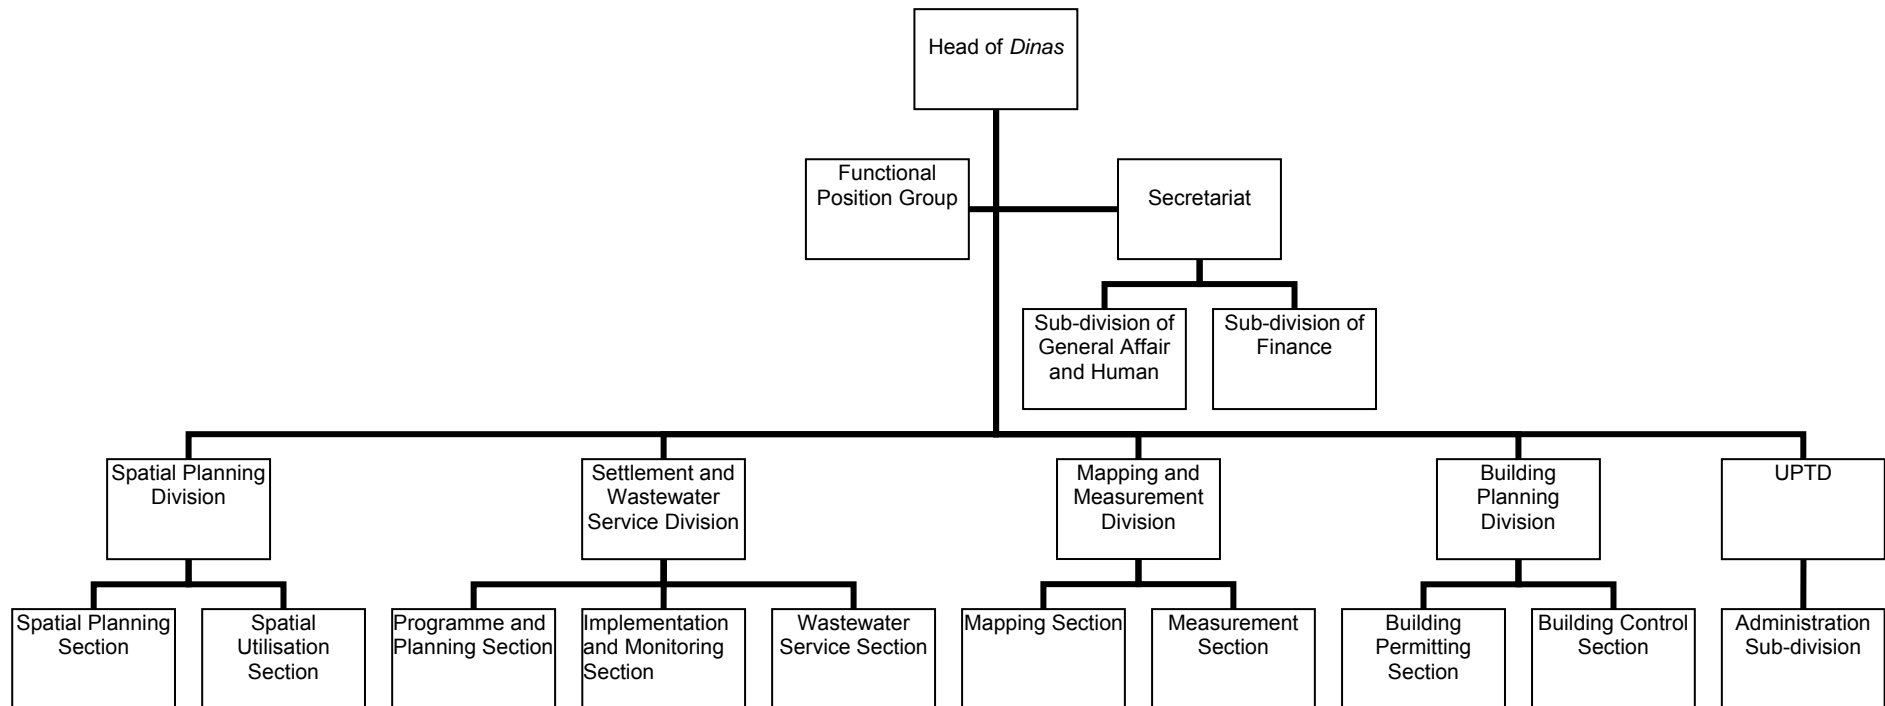 Head of Dinas
Functional
Position Group
Secretariat
Sub-division of
General Affair
and Human
Sub-division of
Finance
Spatial Planning
Division
Settlement and
Wastewater
Service Division
Mapping and
Measurement
Division
Building
Planning
Division
UPTD
Spatial Planning
Section
Spatial
Utilisation
Section
Programme and
Planning Section
Implementation
and Monitoring
Section
Wastewater
Service Section
Mapping Section
Measurement
Section
Building
Permitting
Section
Building Control
Section
Administration
Sub-division